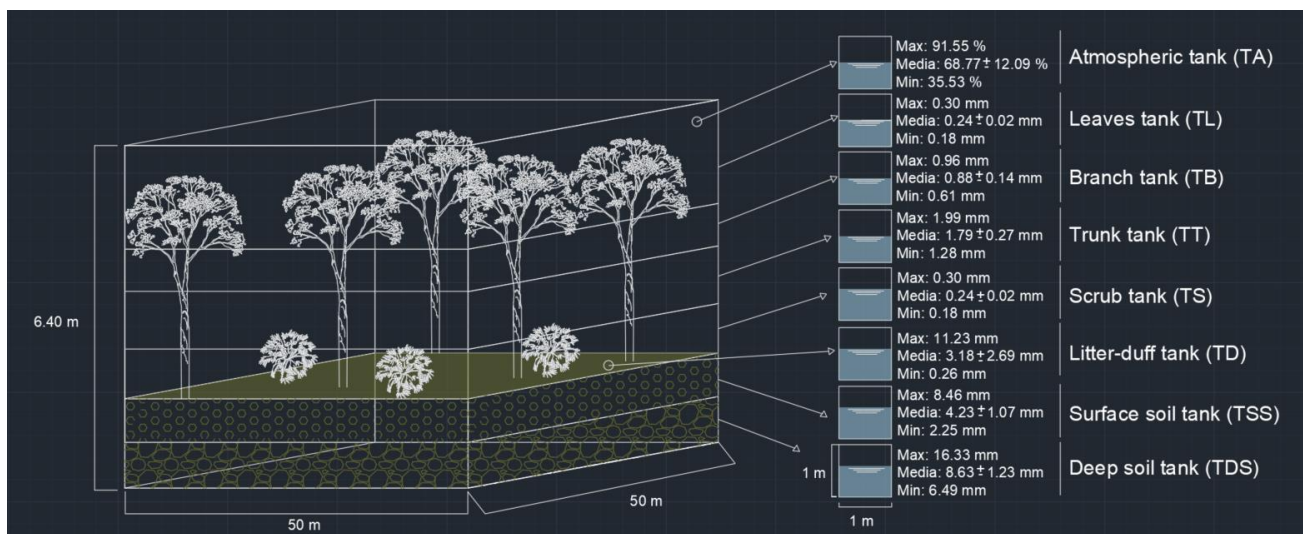 Max: 91.55 %
Media: 68.77± 12.09 %
Min: 35.53 %
Atmospheric tank (TA)
Max: 0.30 mm
Media: 0.24±0.02 mm
Min: 0.18 mm
Leaves tank (TL)
Max: 0.96 mm
Media: 0.88±0.14 mm
Min: 0.61 mm
Branch tank (TB)
Max: 1.99 mm
Media: 1.79±0.27 mm
Min: 1.28 mm
Trunk tank (TT)
Max: 0.30 mm
Media: 0.24±0.02 mm
Min: 0.18 mm
Scrub tank (TS)
Max: 11.23 mm
Media: 3.18±2.69 mm
Min: 0.26 mm
Litter-duff tank (TD)
Max: 8.46 mm
Media: 4.23±1.07 mm
Min: 2.25 mm
Surface soil tank (TSS)
Max: 16.33 mm
Media: 8.63±1.23 mm
Min: 6.49 mm
Deep soil tank (TDS)
6.40 m
50 m
50 m
1 m
1 m